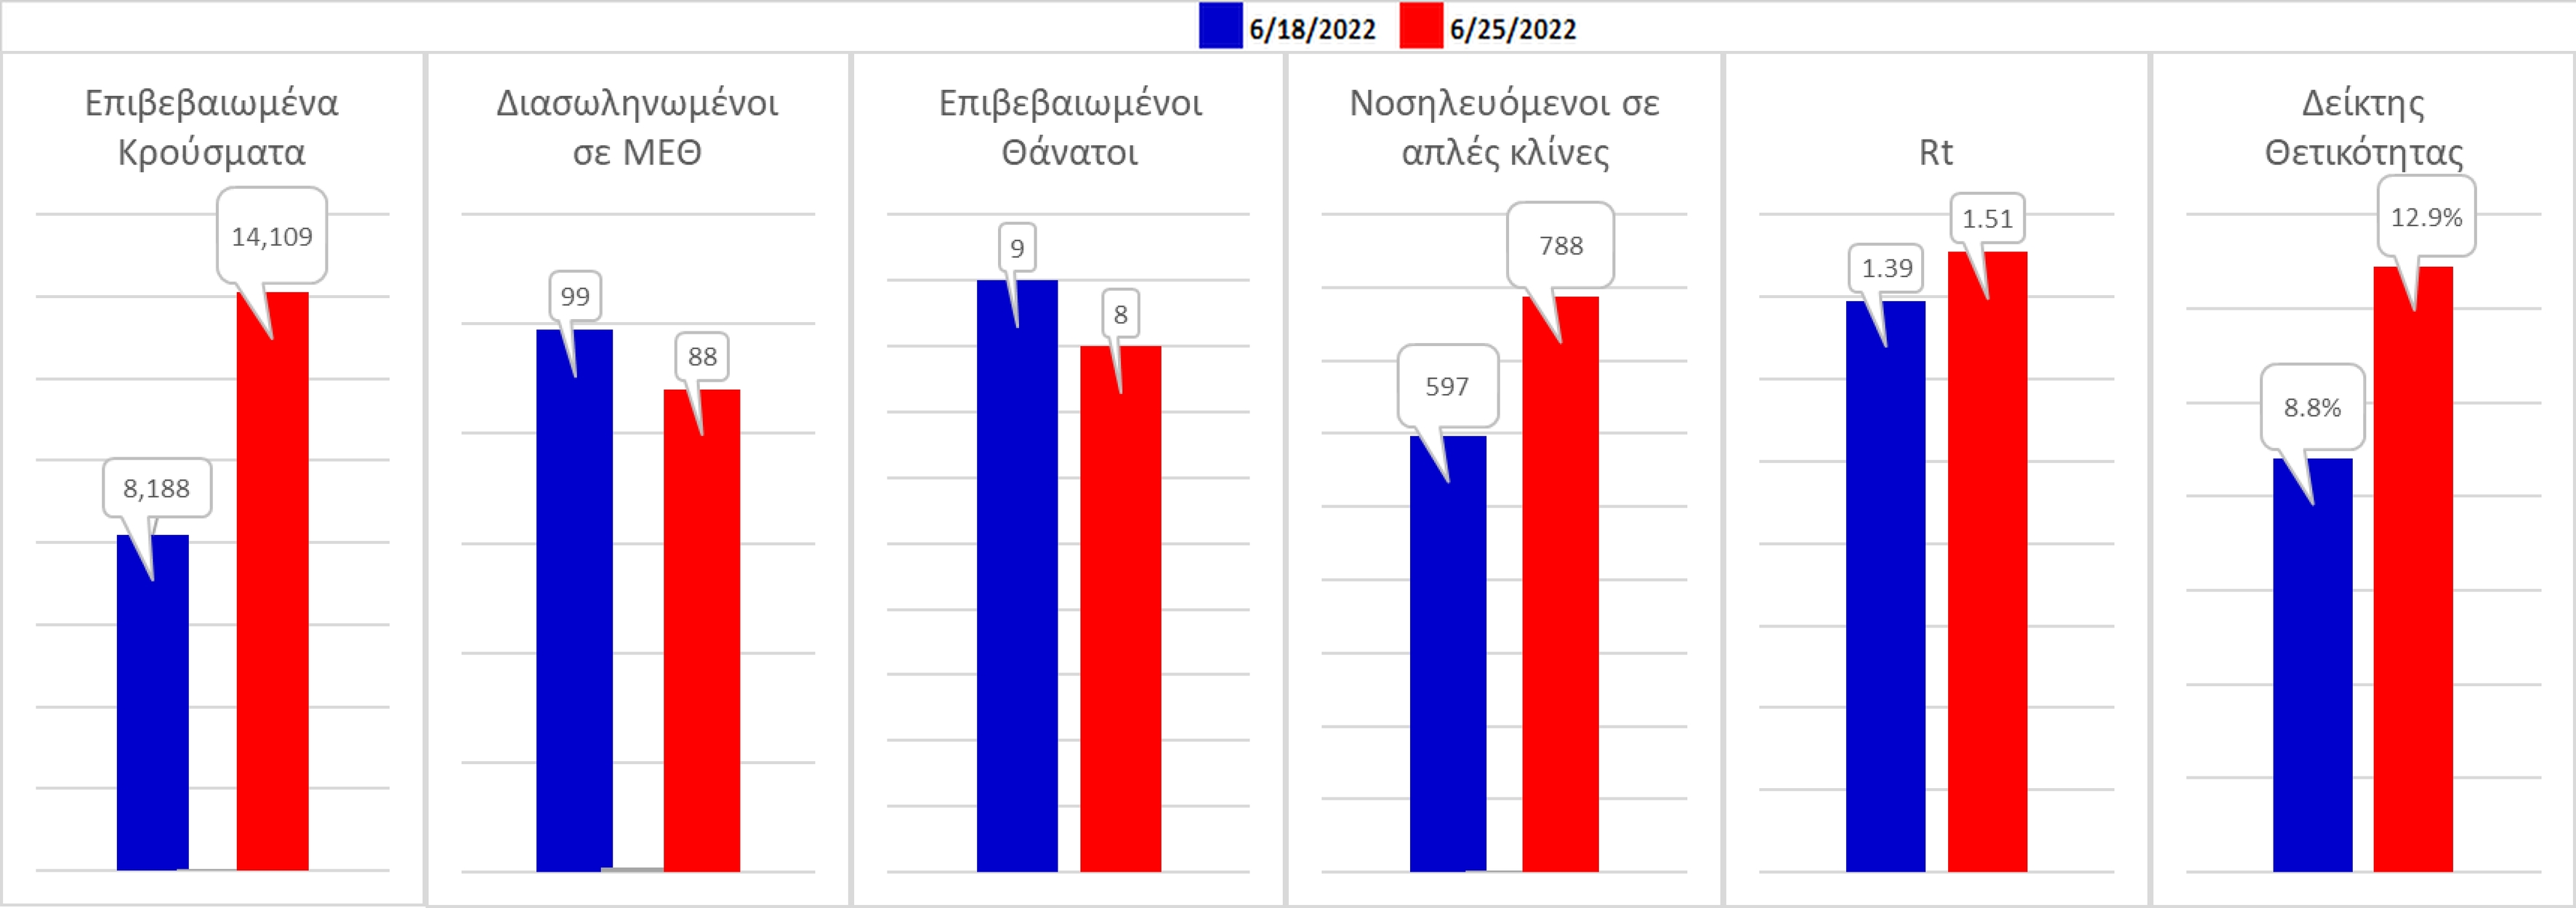 6/18/2022 6/25/2022
Επιβεβαιωμένα
Κρούσματα
14,109
8,188
Διασωληνωμένοι
σε ΜΕΘ
99
88
Επιβεβαιωμένοι
Θάνατοι
9
8
Νοσηλευόμενοι σε
απλές κλίνες
788
597
Rt
1.51
1.39
Δείκτης
Θετικότητας
12.9%
8.8%